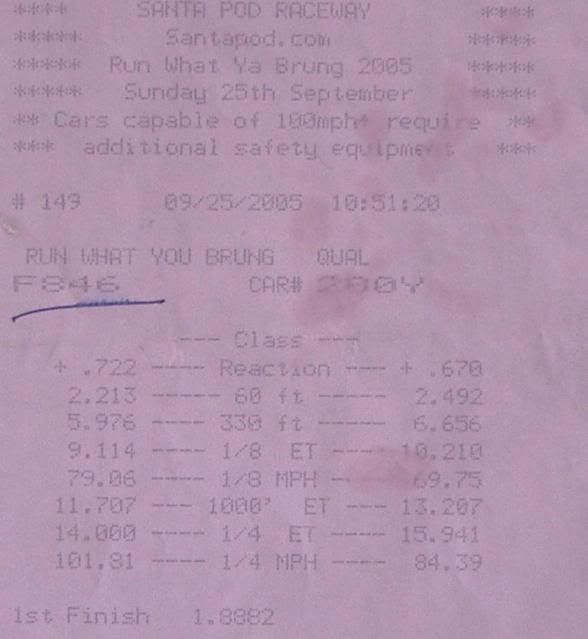 **** SANTA POD RACEWAY ****
***** Santapod.com *****
***** Run What Ya Brung 2005 *****
***** Sunday 25th September *****
** Cars capable of 100mph+ require **
*** additional safety equipment ***
# 149 09/25/2005 10:51:20
RUN WHAT YOU BRUNG QUAL
F846 CAR#
--- Class ---
+ .722 ---- Reaction --- + .670
2.213 ----- 60 ft ----- 2.492
5.976 ---- 330 ft ----- 6.656
9.114 ---- 1/8 ET ---- 10.210
79.06 ---- 1/8 MPH - 69.75
11.707 --- 1000' ET --- 13.207
14.000 ---- 1/4 ET ---- 15.941
101.81 ---- 1/4 MPH ---- 84.39
1st Finish 1.8882